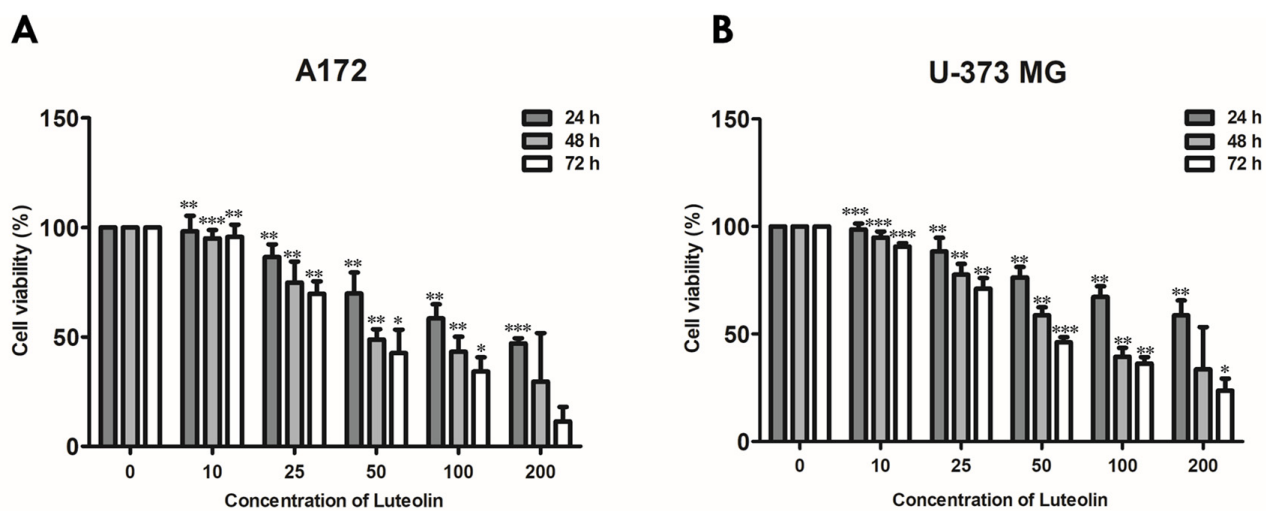 A
A172
150
100
50
0
Cell viability (%)
24 h
48 h
72 h
** *** **
** ** **
** ** *
** ** *
***
0 10 25 50 100 200
Concentration of Luteolin
B
U-373 MG
150
100
50
0
Cell viability (%)
24 h
48 h
72 h
*** *** ***
** ** **
** ** ***
** ** **
** *
0 10 25 50 100 200
Concentration of Luteolin